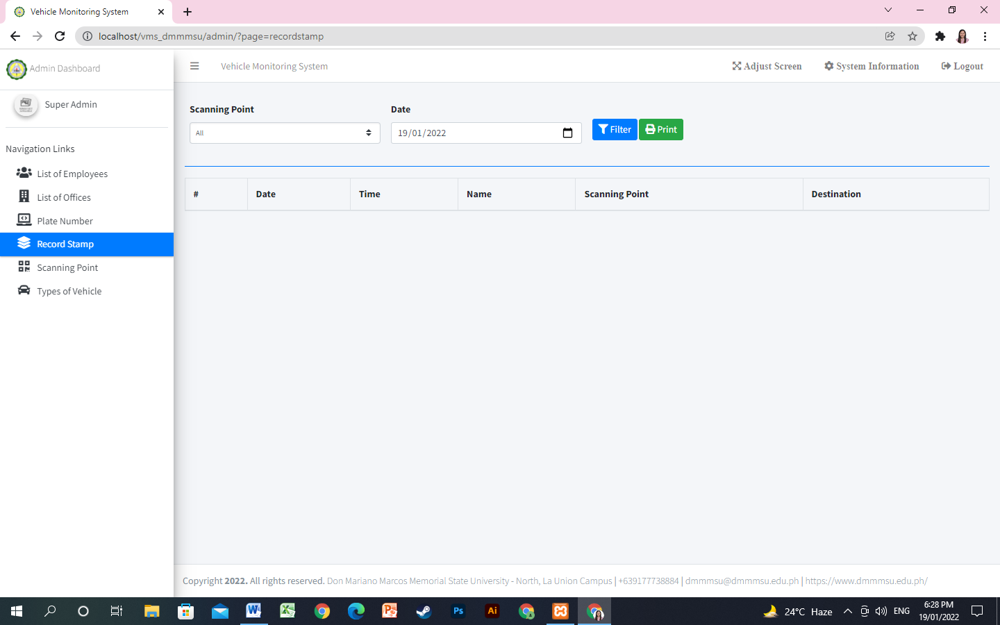 Vehicle Monitoring System
localhost/vms_dmmmsu/admin/?page=recordstamp
Admin Dashboard
Vehicle Monitoring System
Adjust Screen
System Information
Logout
Super Admin
Navigation Links
List of Employees
List of Offices
Plate Number
Record Stamp
Scanning Point
Types of Vehicle
Scanning Point
Date
All
19/01/2022
Filter
Print
# Date Time Name Scanning Point Destination
Copyright 2022. All rights reserved. Don Mariano Marcos Memorial State University - North, La Union Campus | +639177738884 | dmmmsu@dmmmsu.edu.ph | https://www.dmmmsu.edu.ph/
Ps
Ai
24°C Haze
ENG
6:28 PM
19/01/2022